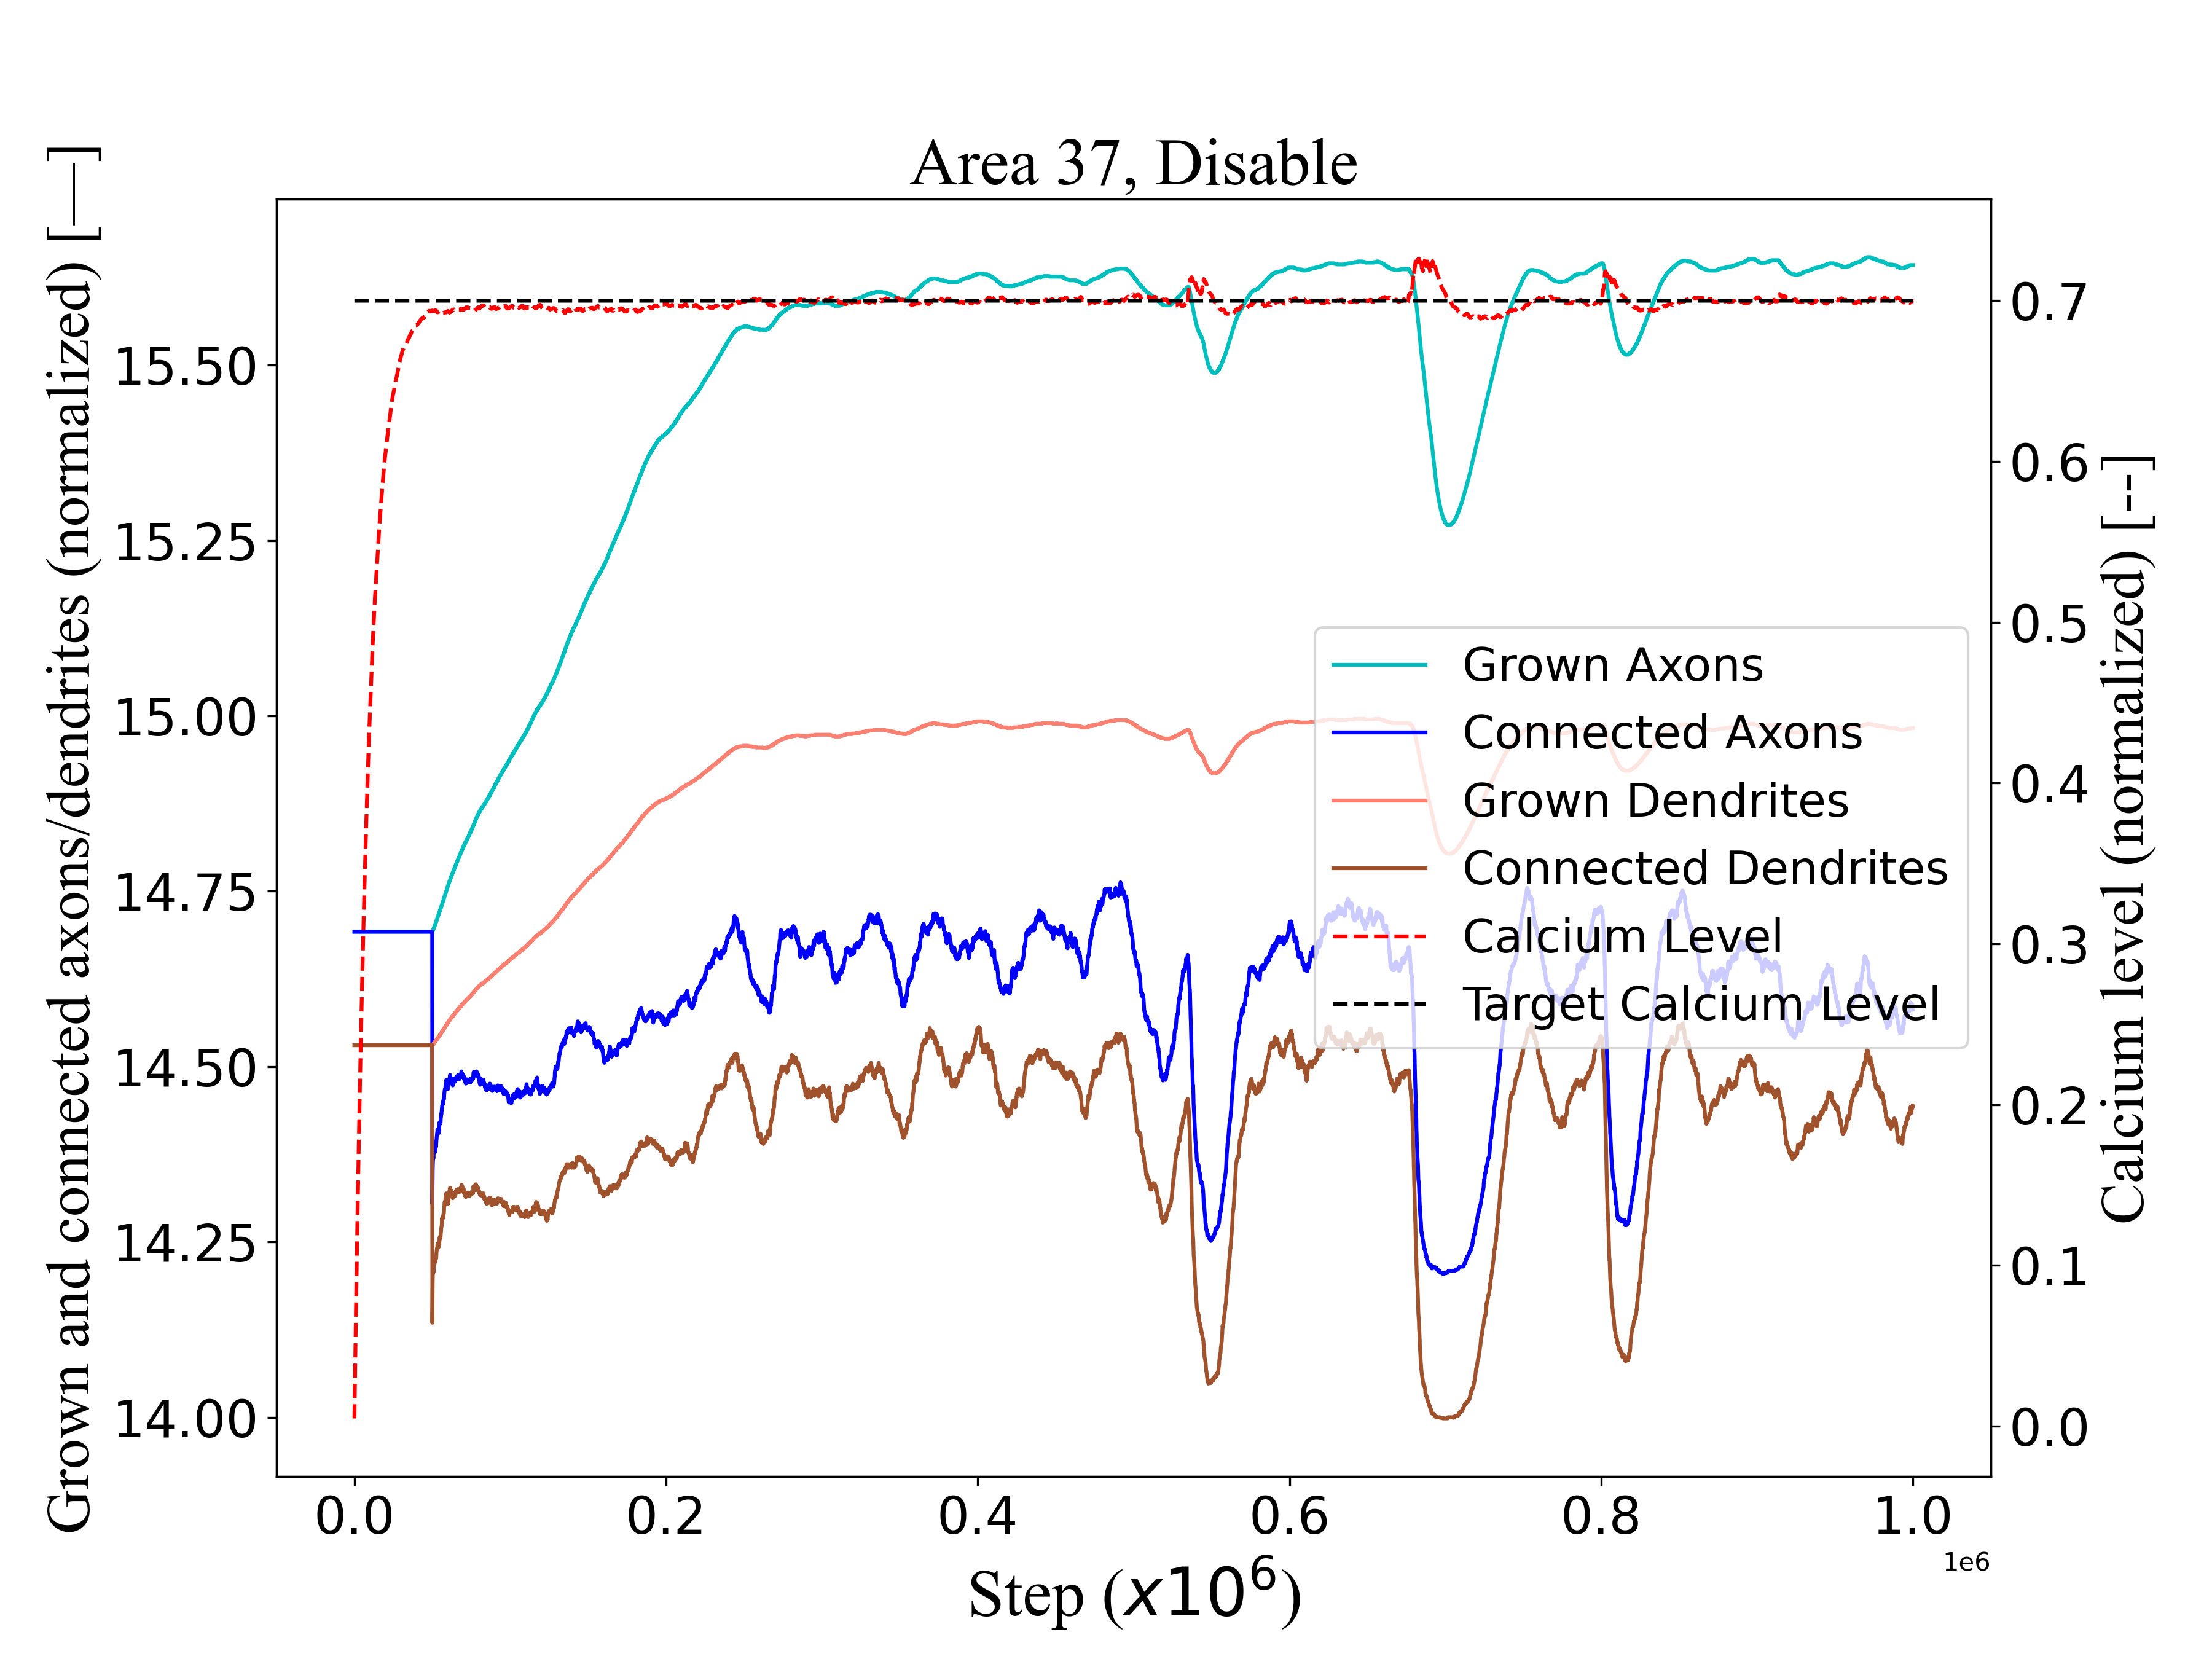 Area 37, Disable
Grown and connected axons/dendrites (normalized) [—]
15.50
15.25
15.00
14.75
14.50
14.25
14.00
Grown Axons
Connected Axons
Grown Dendrites
Connected Dendrites
Calcium Level
Target Calcium Level
0.7
0.6
0.5
0.4
0.3
0.2
0.1
0.0
Calcium level (normalized) [--]
0.0 0.2 0.4 0.6 0.8 1.0
1e6
Step (x10⁶)